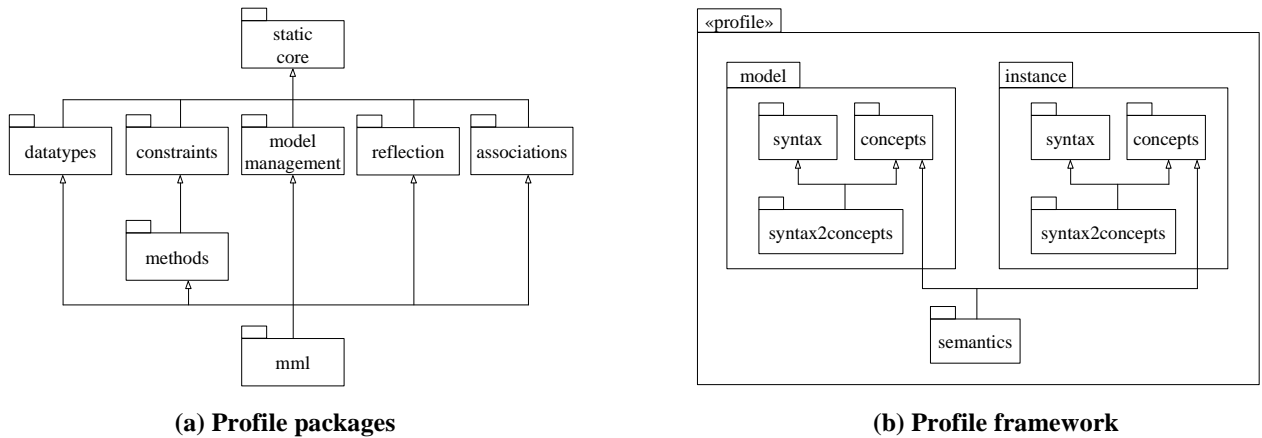 static
core
datatypes
constraints
model
management
reflection
associations
methods
mml
(a) Profile packages
«profile»
model
instance
syntax
concepts
syntax
concepts
syntax2concepts
syntax2concepts
semantics
(b) Profile framework